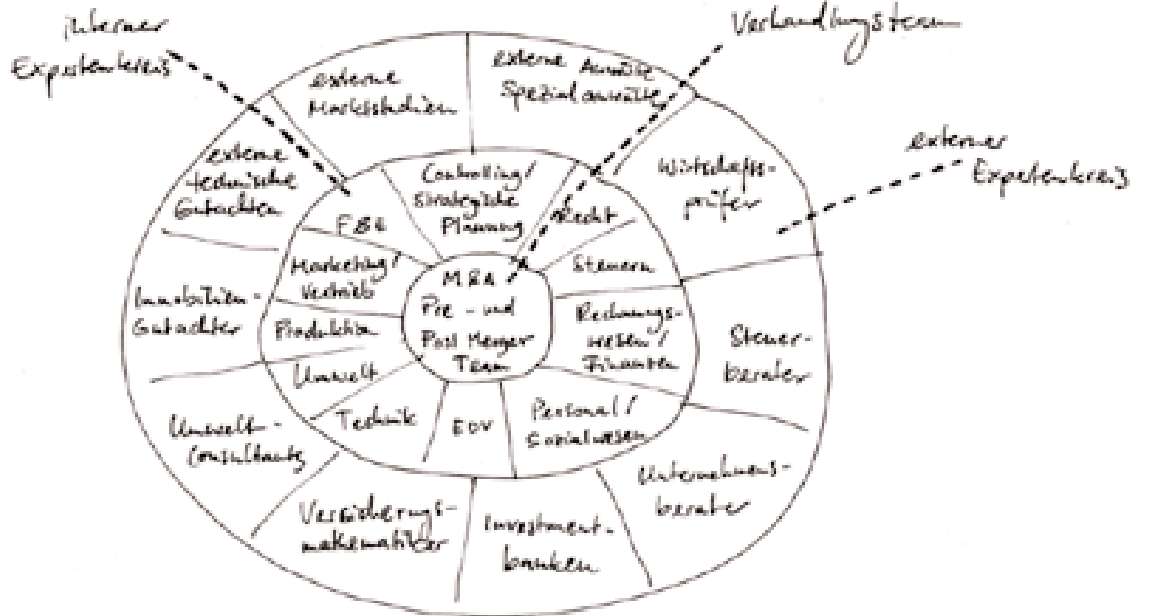 interner
Expertenkreis
Verhandlungsteam
externer
Expertenkreis
externe
Marktstudien
externe Anwälte
Spezialanwälte
Wirtschafts-
prüfer
Steuer-
berater
Unternehmens-
berater
Investment-
banken
Versicherungs-
mathematiker
Umwelt-
Consultants
Immobilien-
Gutachter
externe
technische
Gutachten
Controlling/
Strategische
Planung
Recht
Steuern
Rechnungs-
wesen/
Finanzen
Personal/
Sozialwesen
EDV
Technik
Umwelt
Produktion
Marketing/
Vertrieb
F&E
M&A
Pre- und
Post Merger
Team